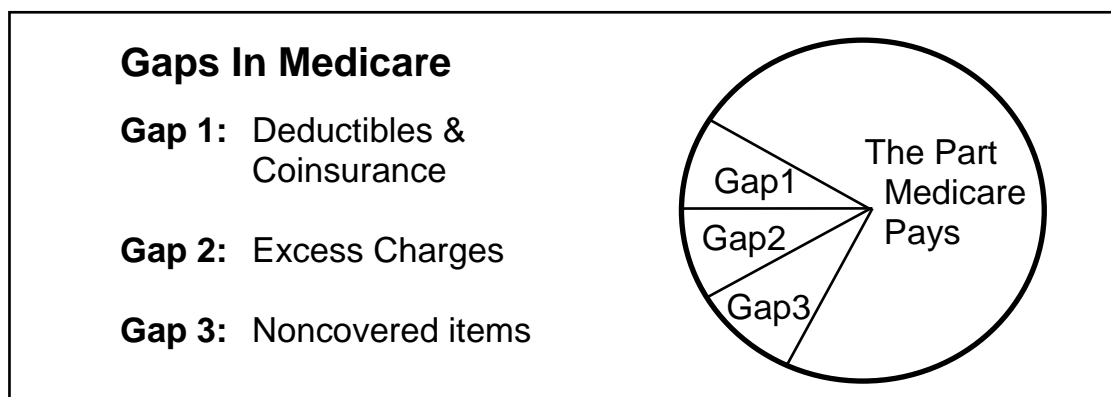 Gaps In Medicare
Gap 1: Deductibles &
Coinsurance
Gap 2: Excess Charges
Gap 3: Noncovered items
The Part
Medicare
Pays
Gap1
Gap2
Gap3